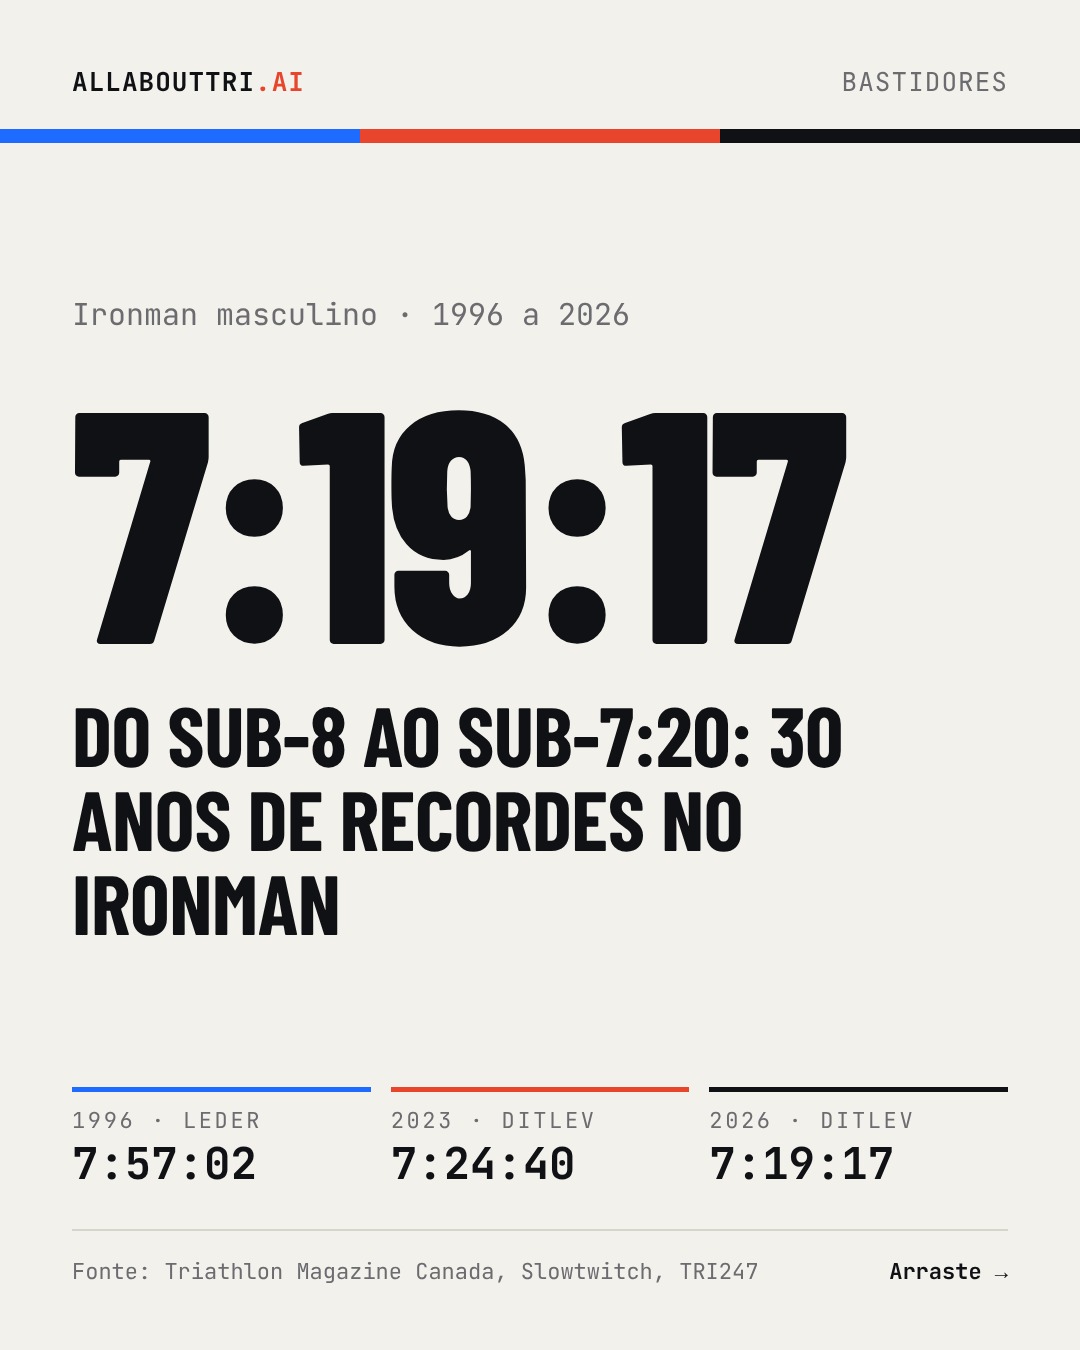 ALLABOUTTRI.AI
BASTIDORES
Ironman masculino · 1996 a 2026
7:19:17
DO SUB-8 AO SUB-7:20: 30
ANOS DE RECORDES NO
IRONMAN
1996 · LEDER
7:57:02
2023 · DITLEV
7:24:40
2026 · DITLEV
7:19:17
Fonte: Triathlon Magazine Canada, Slowtwitch, TRI247
Arraste →